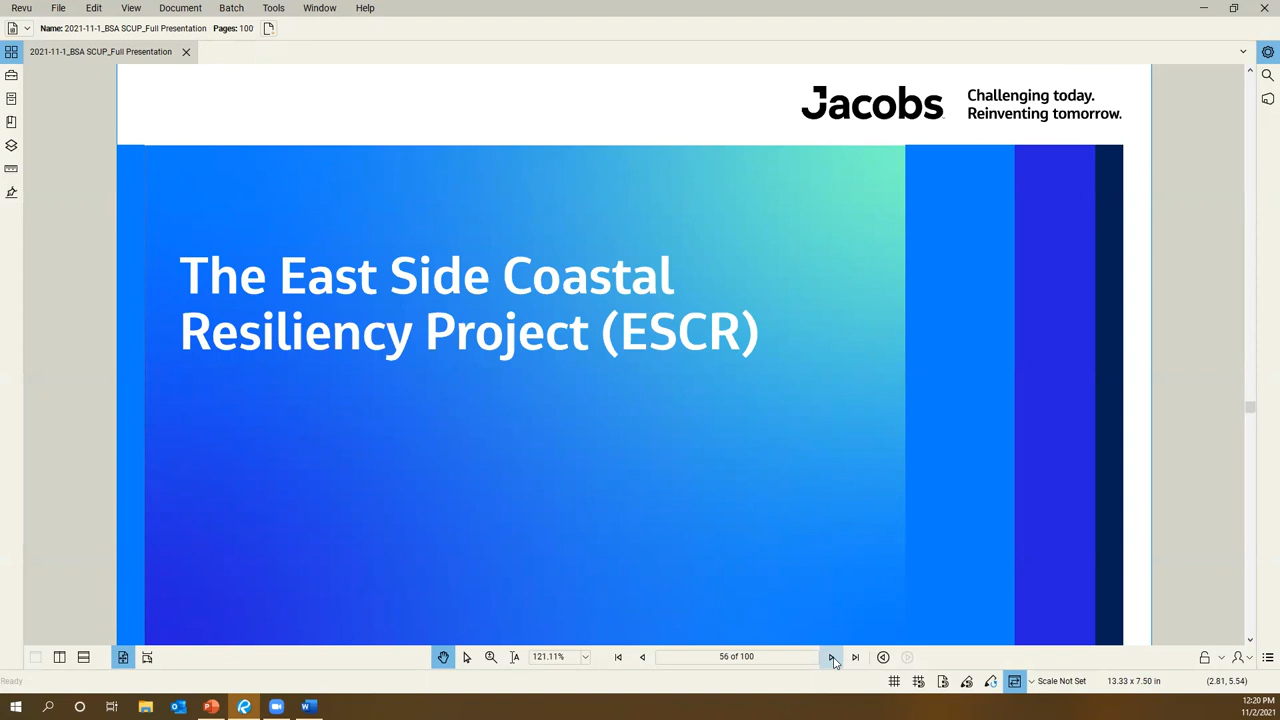 Revu File Edit View Document Batch Tools Window Help
Name: 2021-11-1_BSA SCUP_Full Presentation Pages: 100
2021-11-1_BSA SCUP_Full Presentation
Jacobs
Challenging today.
Reinventing tomorrow.
The East Side Coastal
Resiliency Project (ESCR)
121.11%
56 of 100
Ready
Scale Not Set
13.33 x 7.50 in
(2.81, 5.54)
12:20 PM
11/2/2021